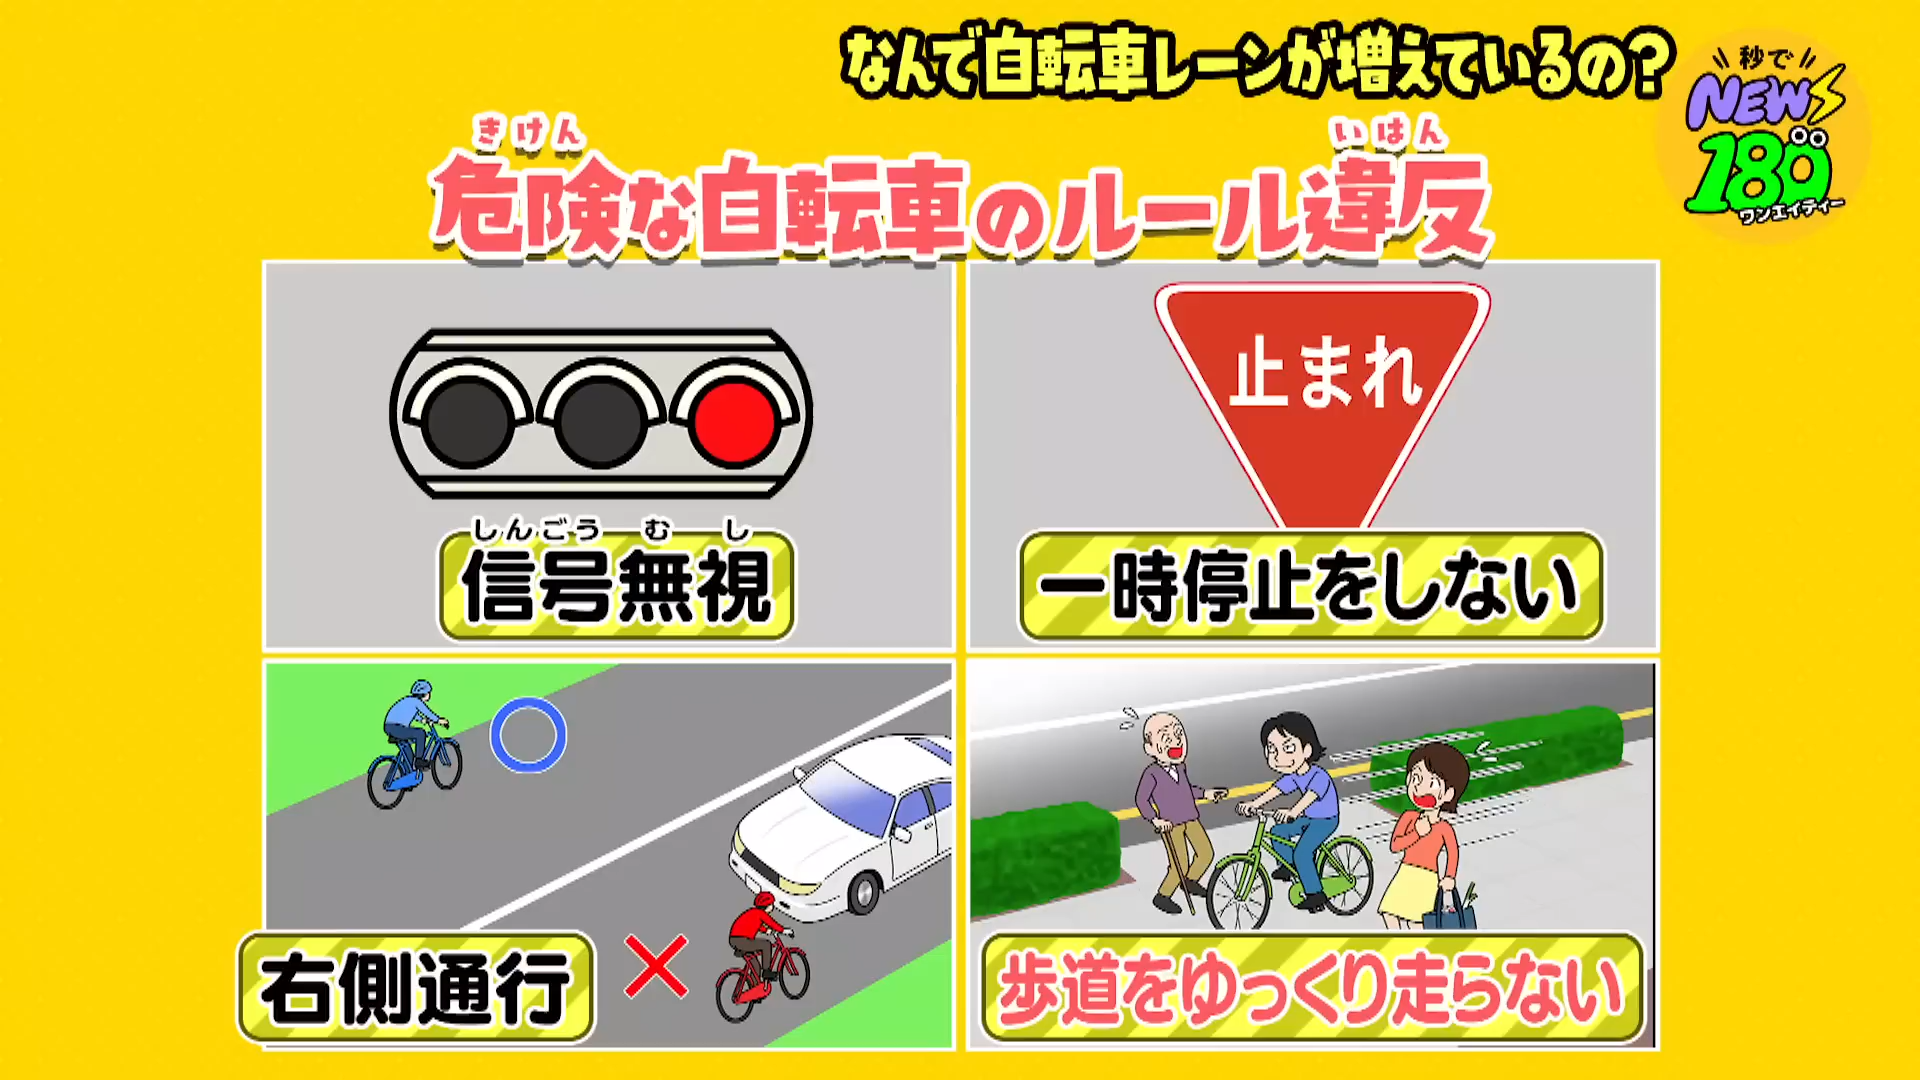 なんで自転車レーンが増えているの?
秒で
NEWS
180
ワンエイティー
きけん いはん
危険な自転車のルール違反
止まれ
しんごう む し
信号無視
一時停止をしない
右側通行
歩道をゆっくり走らない